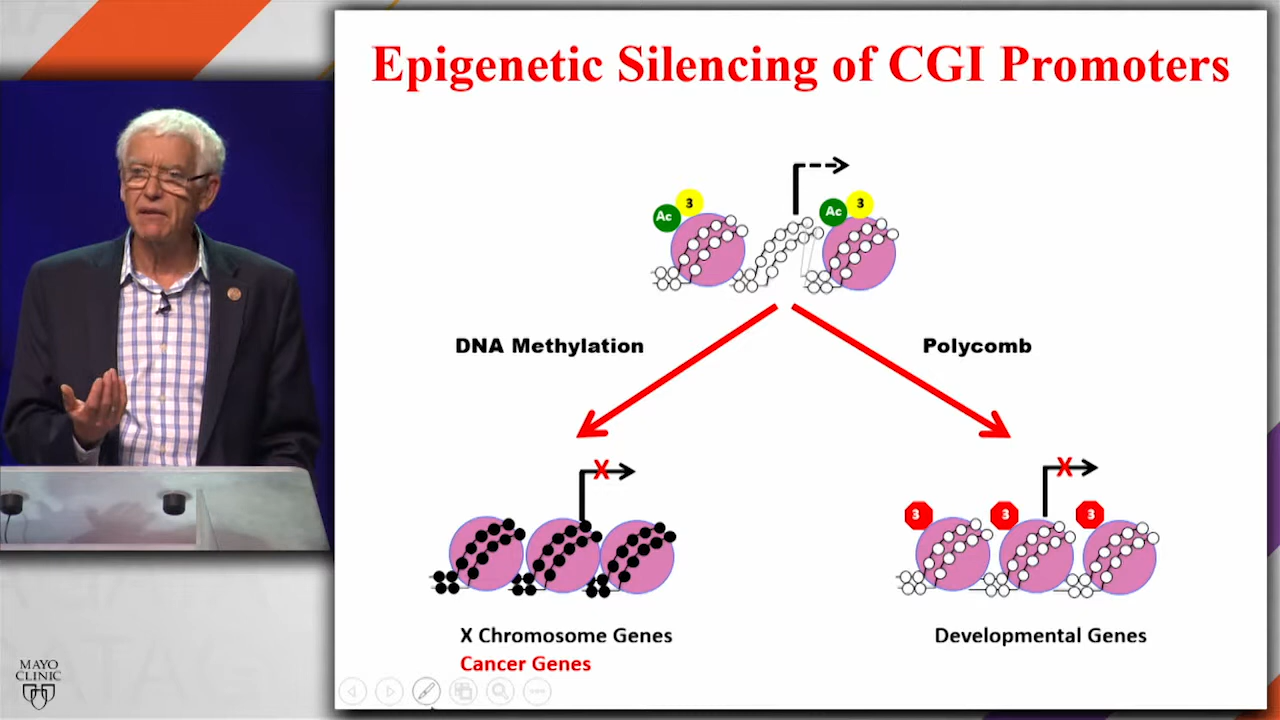 Epigenetic Silencing of CGI Promoters
Ac 3
Ac 3
DNA Methylation
Polycomb
X
X
3
3
3
X Chromosome Genes
Cancer Genes
Developmental Genes
MAYO
CLINIC